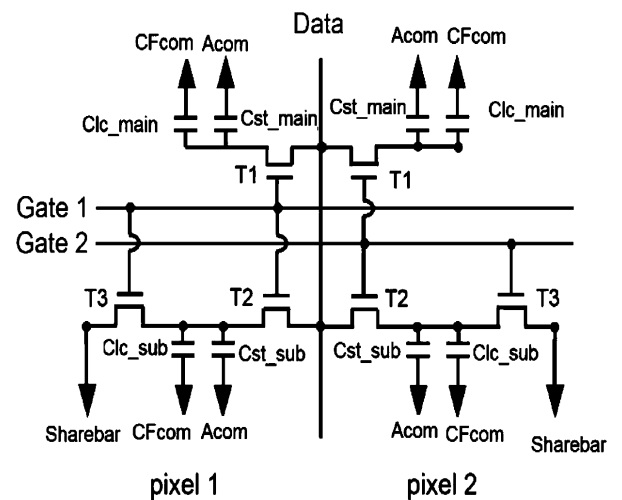 Data
CFcom Acom
Acom CFcom
Clc_main
Cst_main
Cst_main
Clc_main
T1
T1
Gate 1
Gate 2
T3
T2
T2
T3
Clc_sub
Cst_sub
Cst_sub
Clc_sub
Sharebar
CFcom
Acom
Acom
CFcom
Sharebar
pixel 1
pixel 2